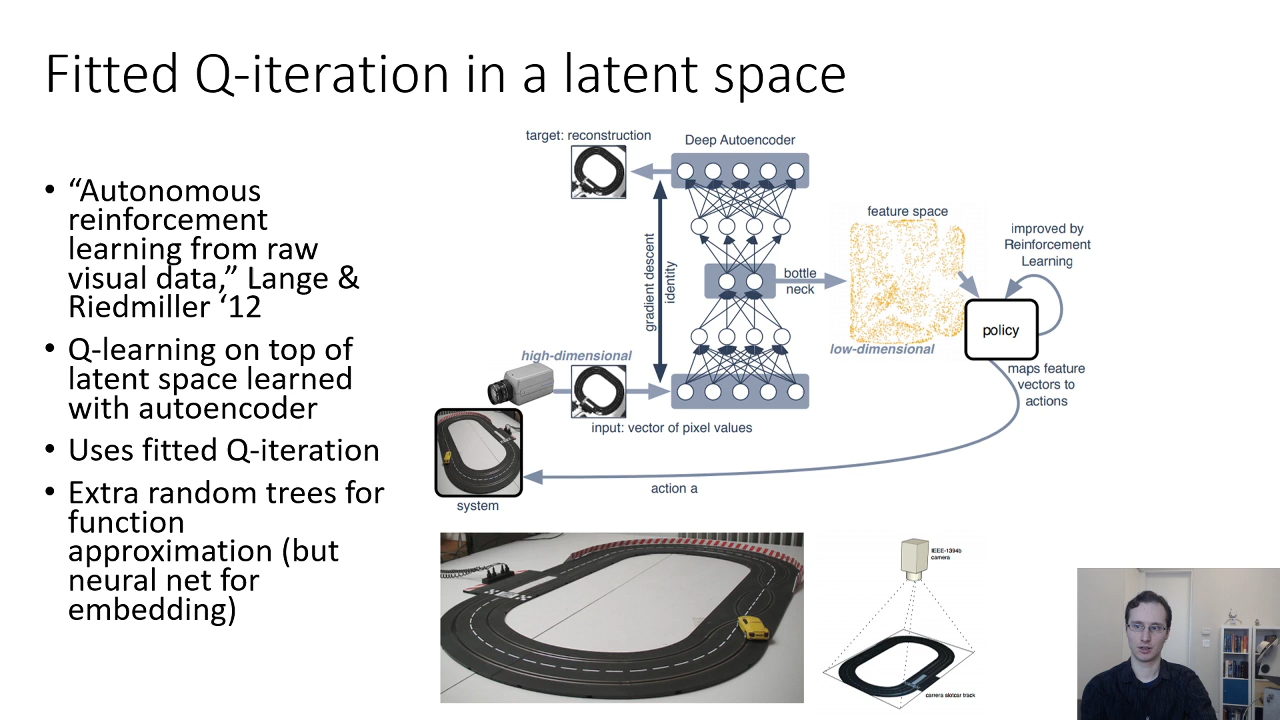 Fitted Q-iteration in a latent space
• “Autonomous
reinforcement
learning from raw
visual data,” Lange &
Riedmiller ‘12
• Q-learning on top of
latent space learned
with autoencoder
• Uses fitted Q-iteration
• Extra random trees for
function
approximation (but
neural net for
embedding)
target: reconstruction
Deep Autoencoder
gradient descent
identity
bottle
neck
feature space
low-dimensional
improved by
Reinforcement
Learning
policy
maps feature
vectors to
actions
high-dimensional
input: vector of pixel values
system
action a
IEEE-1394b
camera
carrera slotcar track